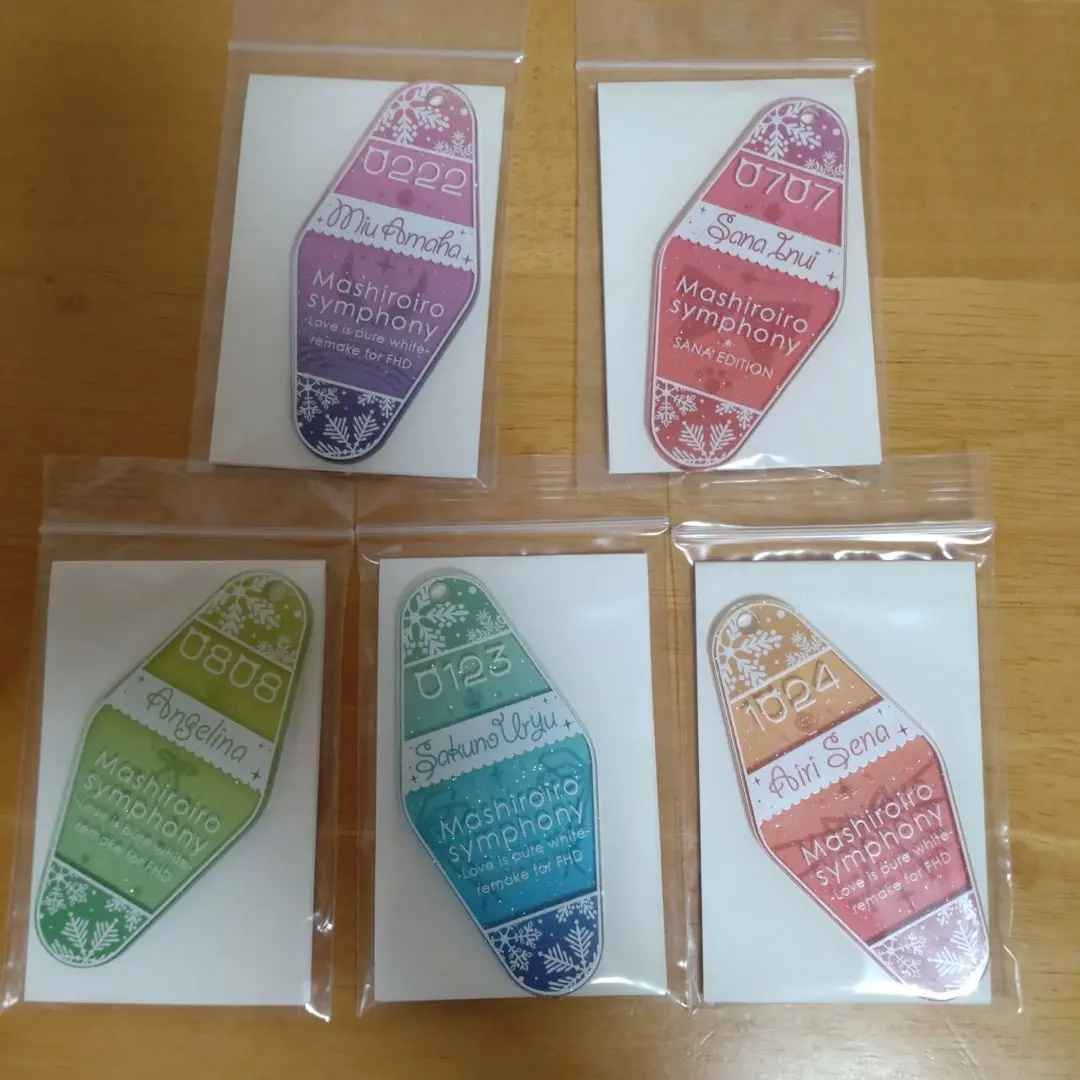 0222
Miu Amaha
Mashiroiro
symphony
-Love is pure white-
remake for FHD
0707
Sana Inui
Mashiroiro
symphony
*
SANA EDITION
0808
Angelina
Mashiroiro
symphony
-Love is pure white-
remake for FHD
0123
Sakuno Uryu
Mashiroiro
symphony
-Love is pure white-
remake for FHD
1024
Airi Sena
Mashiroiro
symphony
-Love is pure white-
remake for FHD